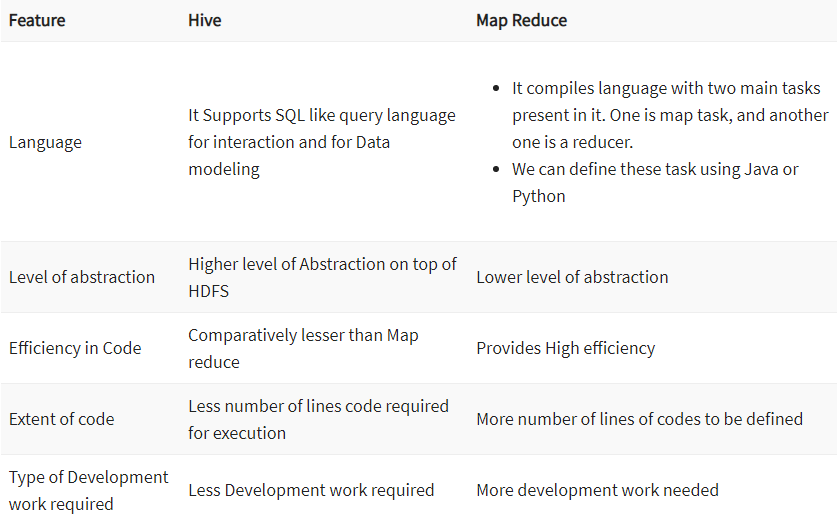 Feature Hive Map Reduce
Language
It Supports SQL like query language
for interaction and for Data
modeling
• It compiles language with two main tasks
present in it. One is map task, and another
one is a reducer.
• We can define these task using Java or
Python
Level of abstraction
Higher level of Abstraction on top of
HDFS
Lower level of abstraction
Efficiency in Code
Comparatively lesser than Map
reduce
Provides High efficiency
Extent of code
Less number of lines code required
for execution
More number of lines of codes to be defined
Type of Development
work required
Less Development work required
More development work needed